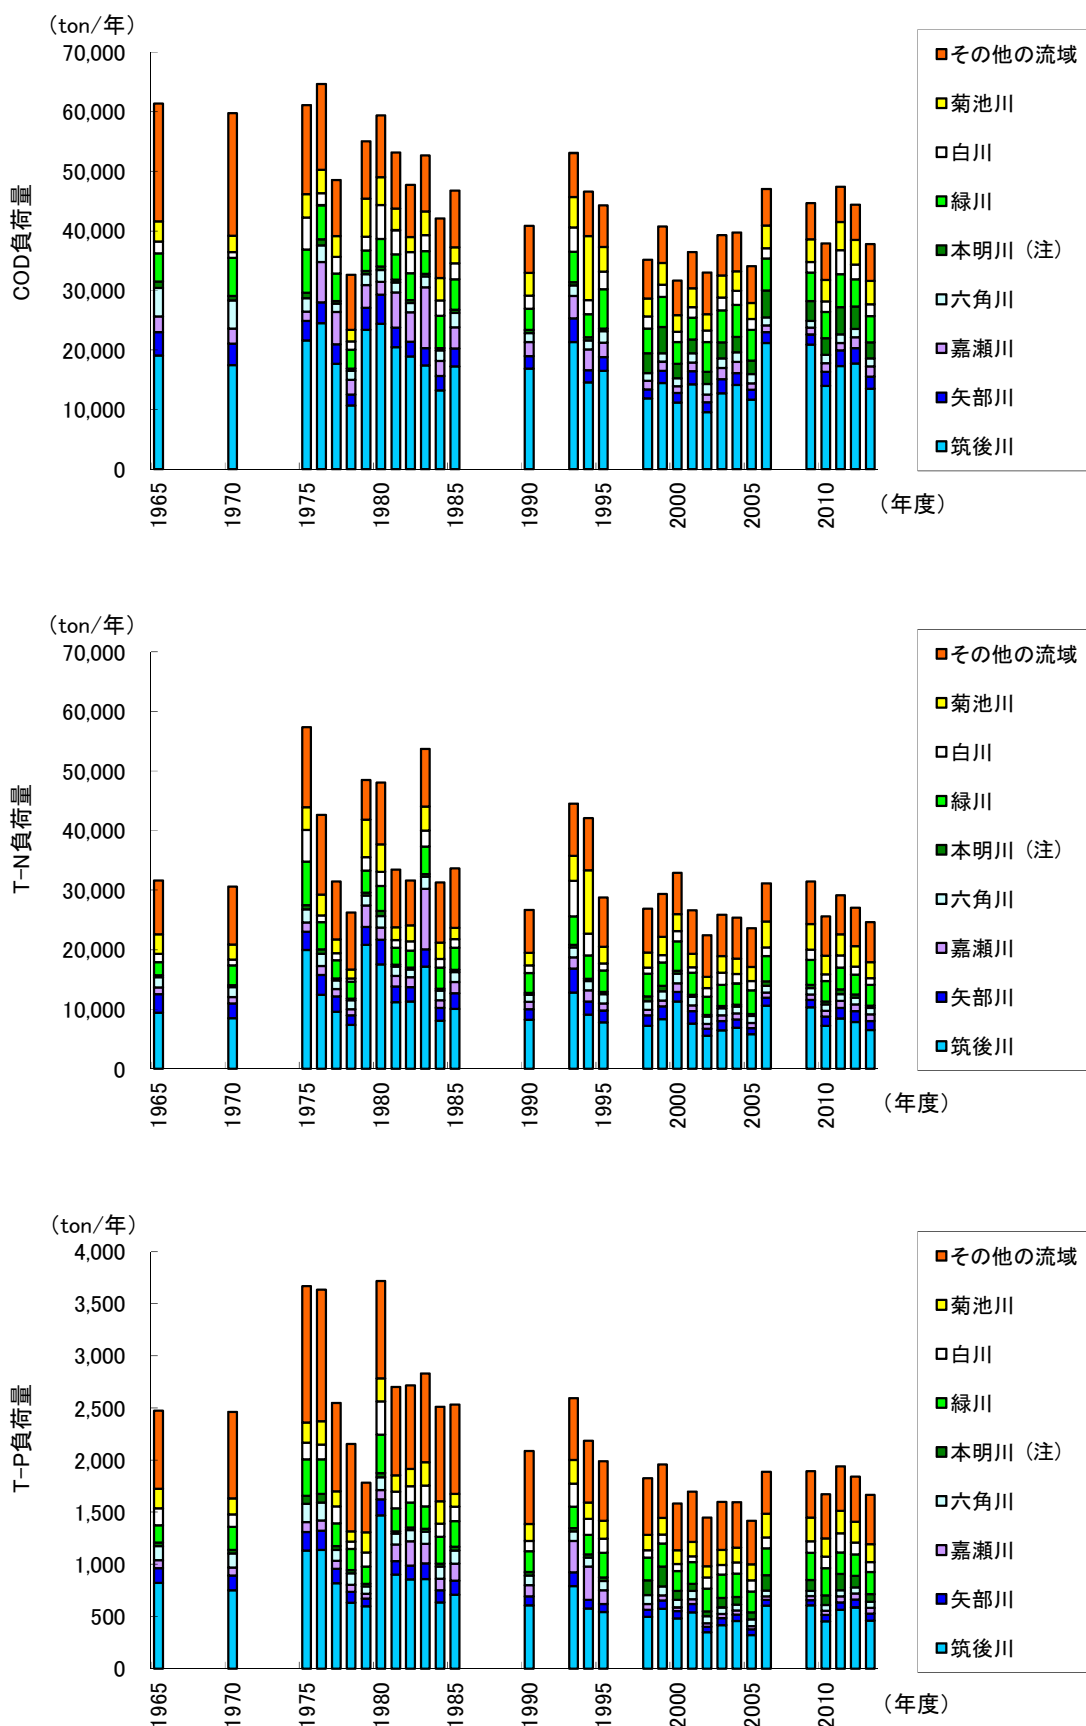 (ton/年)
70,000
60,000
50,000
40,000
30,000
20,000
10,000
0
COD負荷量
1965
1970
1975
1980
1985
1990
1995
2000
2005
2010
(年度)
その他の流域
菊池川
白川
緑川
本明川（注）
六角川
嘉瀬川
矢部川
筑後川
(ton/年)
70,000
60,000
50,000
40,000
30,000
20,000
10,000
0
T-N負荷量
1965
1970
1975
1980
1985
1990
1995
2000
2005
2010
(年度)
その他の流域
菊池川
白川
緑川
本明川（注）
六角川
嘉瀬川
矢部川
筑後川
(ton/年)
4,000
3,500
3,000
2,500
2,000
1,500
1,000
500
0
T-P負荷量
1965
1970
1975
1980
1985
1990
1995
2000
2005
2010
(年度)
その他の流域
菊池川
白川
緑川
本明川（注）
六角川
嘉瀬川
矢部川
筑後川